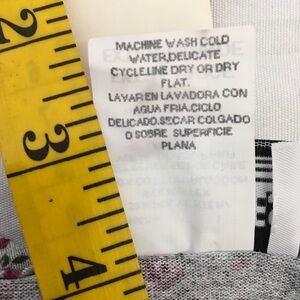 MACHINE WASH COLD
WATER,DELICATE
CYCLE.LINE DRY OR DRY
FLAT.
LAVAR EN LAVADORA CON
AGUA FRIA.CICLO
DELICADO.SECAR COLGADO
O SOBRE SUPERFICIE
PLANA
2
3
4